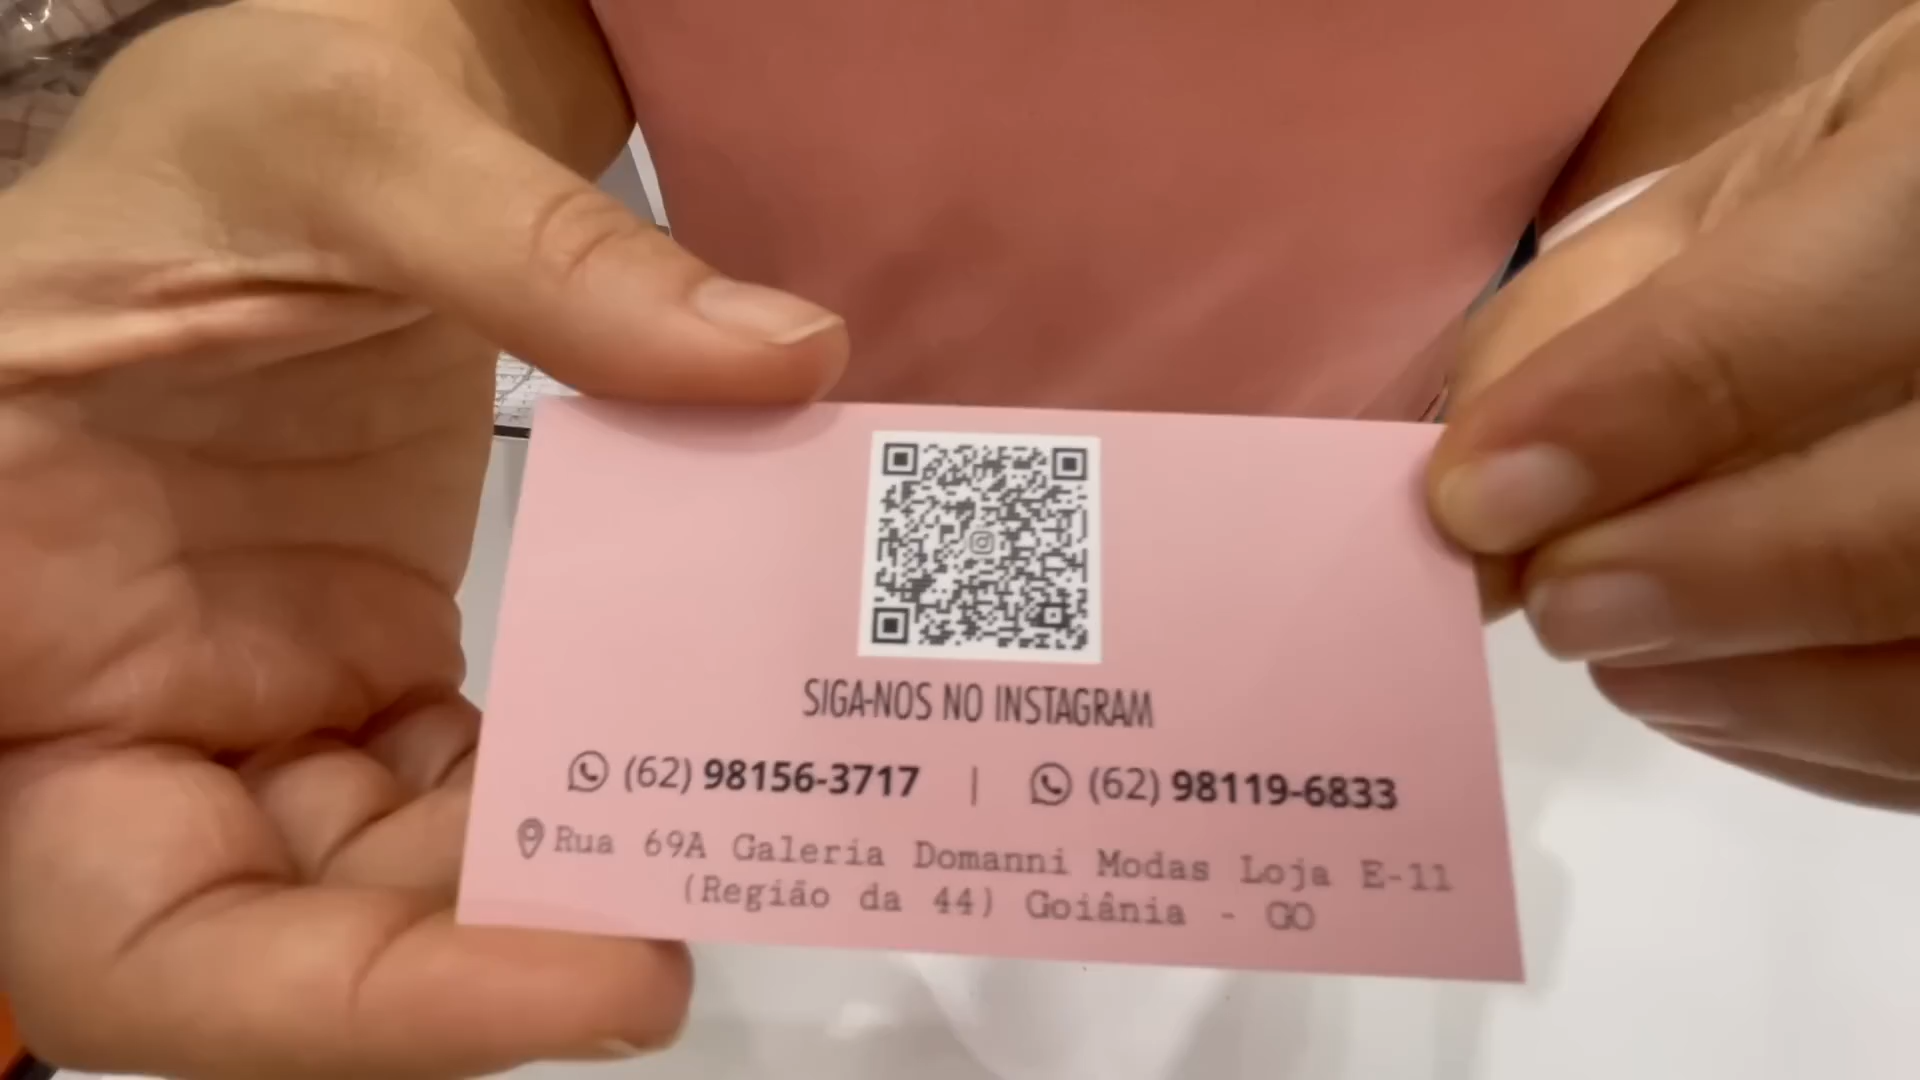 SIGA-NOS NO INSTAGRAM
(62) 98156-3717 | (62) 98119-6833
Rua 69A Galeria Domanni Modas Loja E-11
(Região da 44) Goiânia - GO